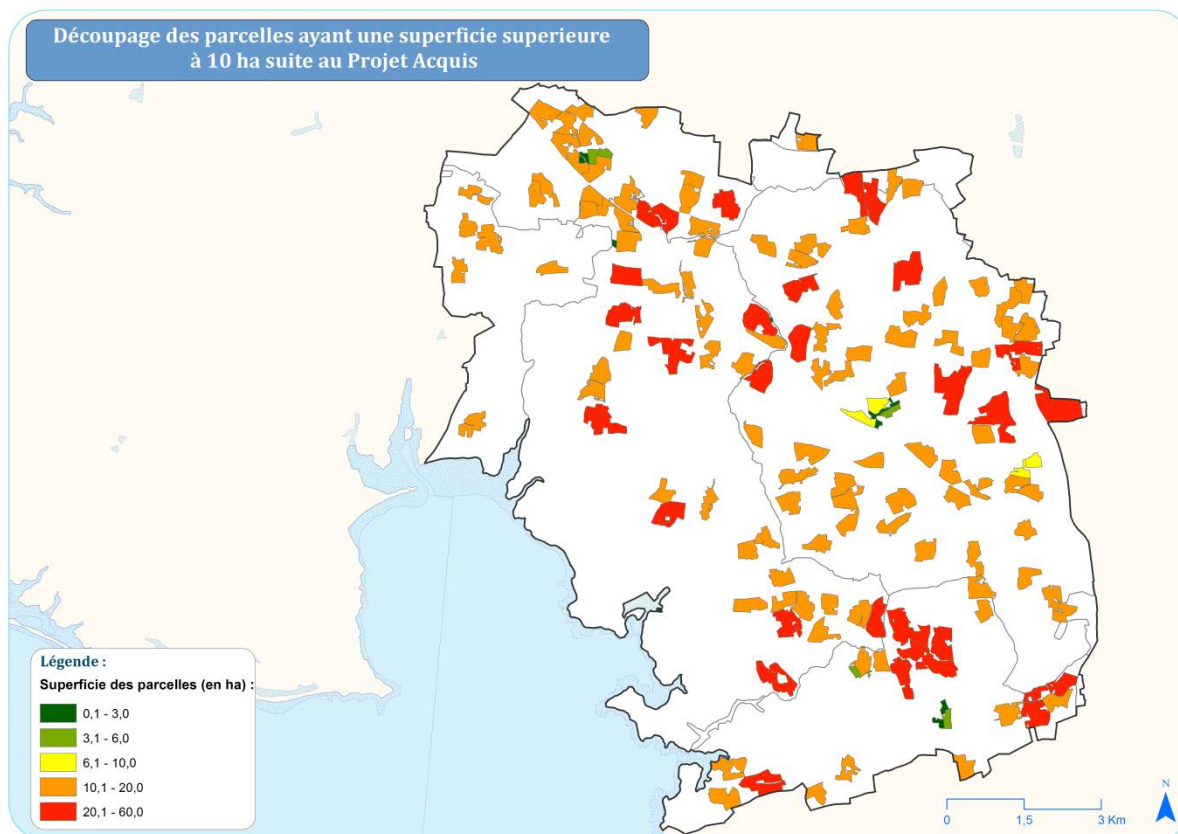 Découpage des parcelles ayant une superficie superieure
à 10 ha suite au Projet Acquis
Légende :
Superficie des parcelles (en ha) :
0,1 - 3,0
3,1 - 6,0
6,1 - 10,0
10,1 - 20,0
20,1 - 60,0
N
0 1,5 3 Km